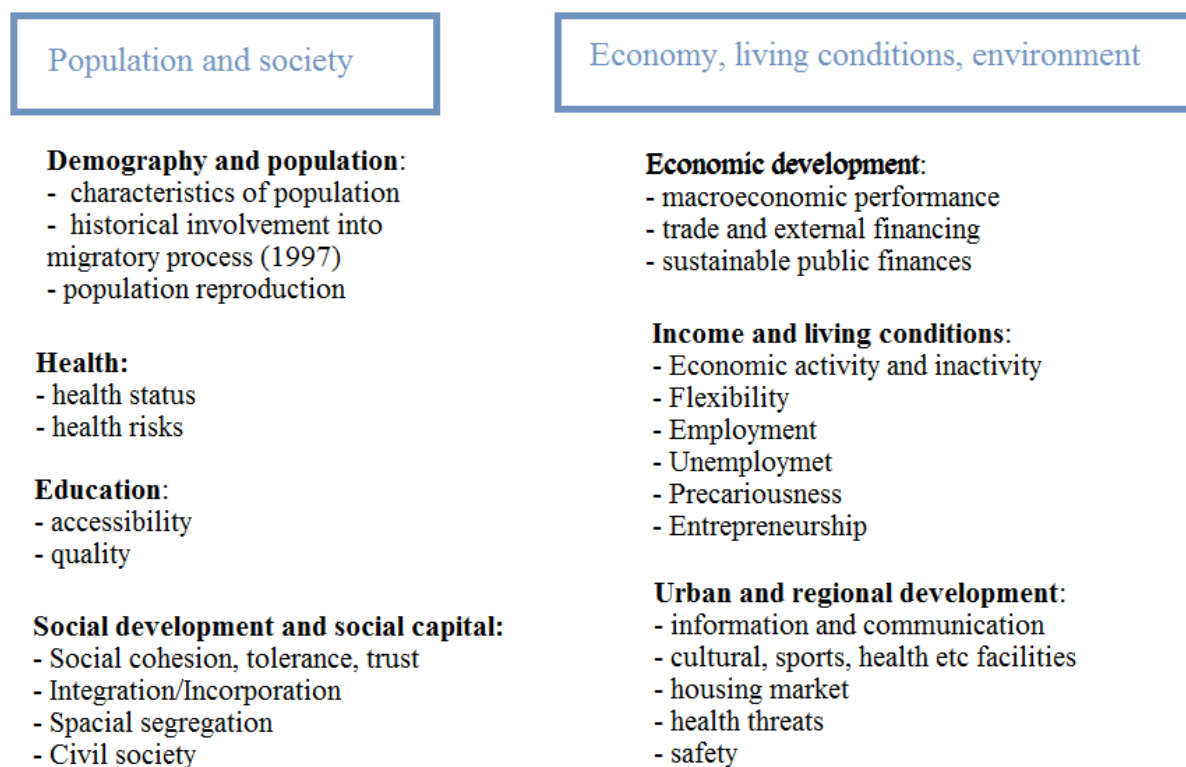 Population and society
Demography and population:
- characteristics of population
- historical involvement into
migratory process (1997)
- population reproduction
Health:
- health status
- health risks
Education:
- accessibility
- quality
Social development and social capital:
- Social cohesion, tolerance, trust
- Integration/Incorporation
- Spacial segregation
- Civil society
Economy, living conditions, environment
Economic development:
- macroeconomic performance
- trade and external financing
- sustainable public finances
Income and living conditions:
- Economic activity and inactivity
- Flexibility
- Employment
- Unemploymet
- Precariousness
- Entrepreneurship
Urban and regional development:
- information and communication
- cultural, sports, health etc facilities
- housing market
- health threats
- safety